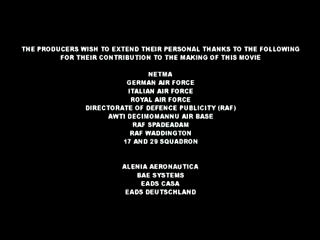 THE PRODUCERS WISH TO EXTEND THEIR PERSONAL THANKS TO THE FOLLOWING
FOR THEIR CONTRIBUTION TO THE MAKING OF THIS MOVIE
NETMA
GERMAN AIR FORCE
ITALIAN AIR FORCE
ROYAL AIR FORCE
DIRECTORATE OF DEFENCE PUBLICITY (RAF)
AWTI DECIMOMANNU AIR BASE
RAF SPADEADAM
RAF WADDINGTON
17 AND 29 SQUADRON
ALENIA AERONAUTICA
BAE SYSTEMS
EADS CASA
EADS DEUTSCHLAND